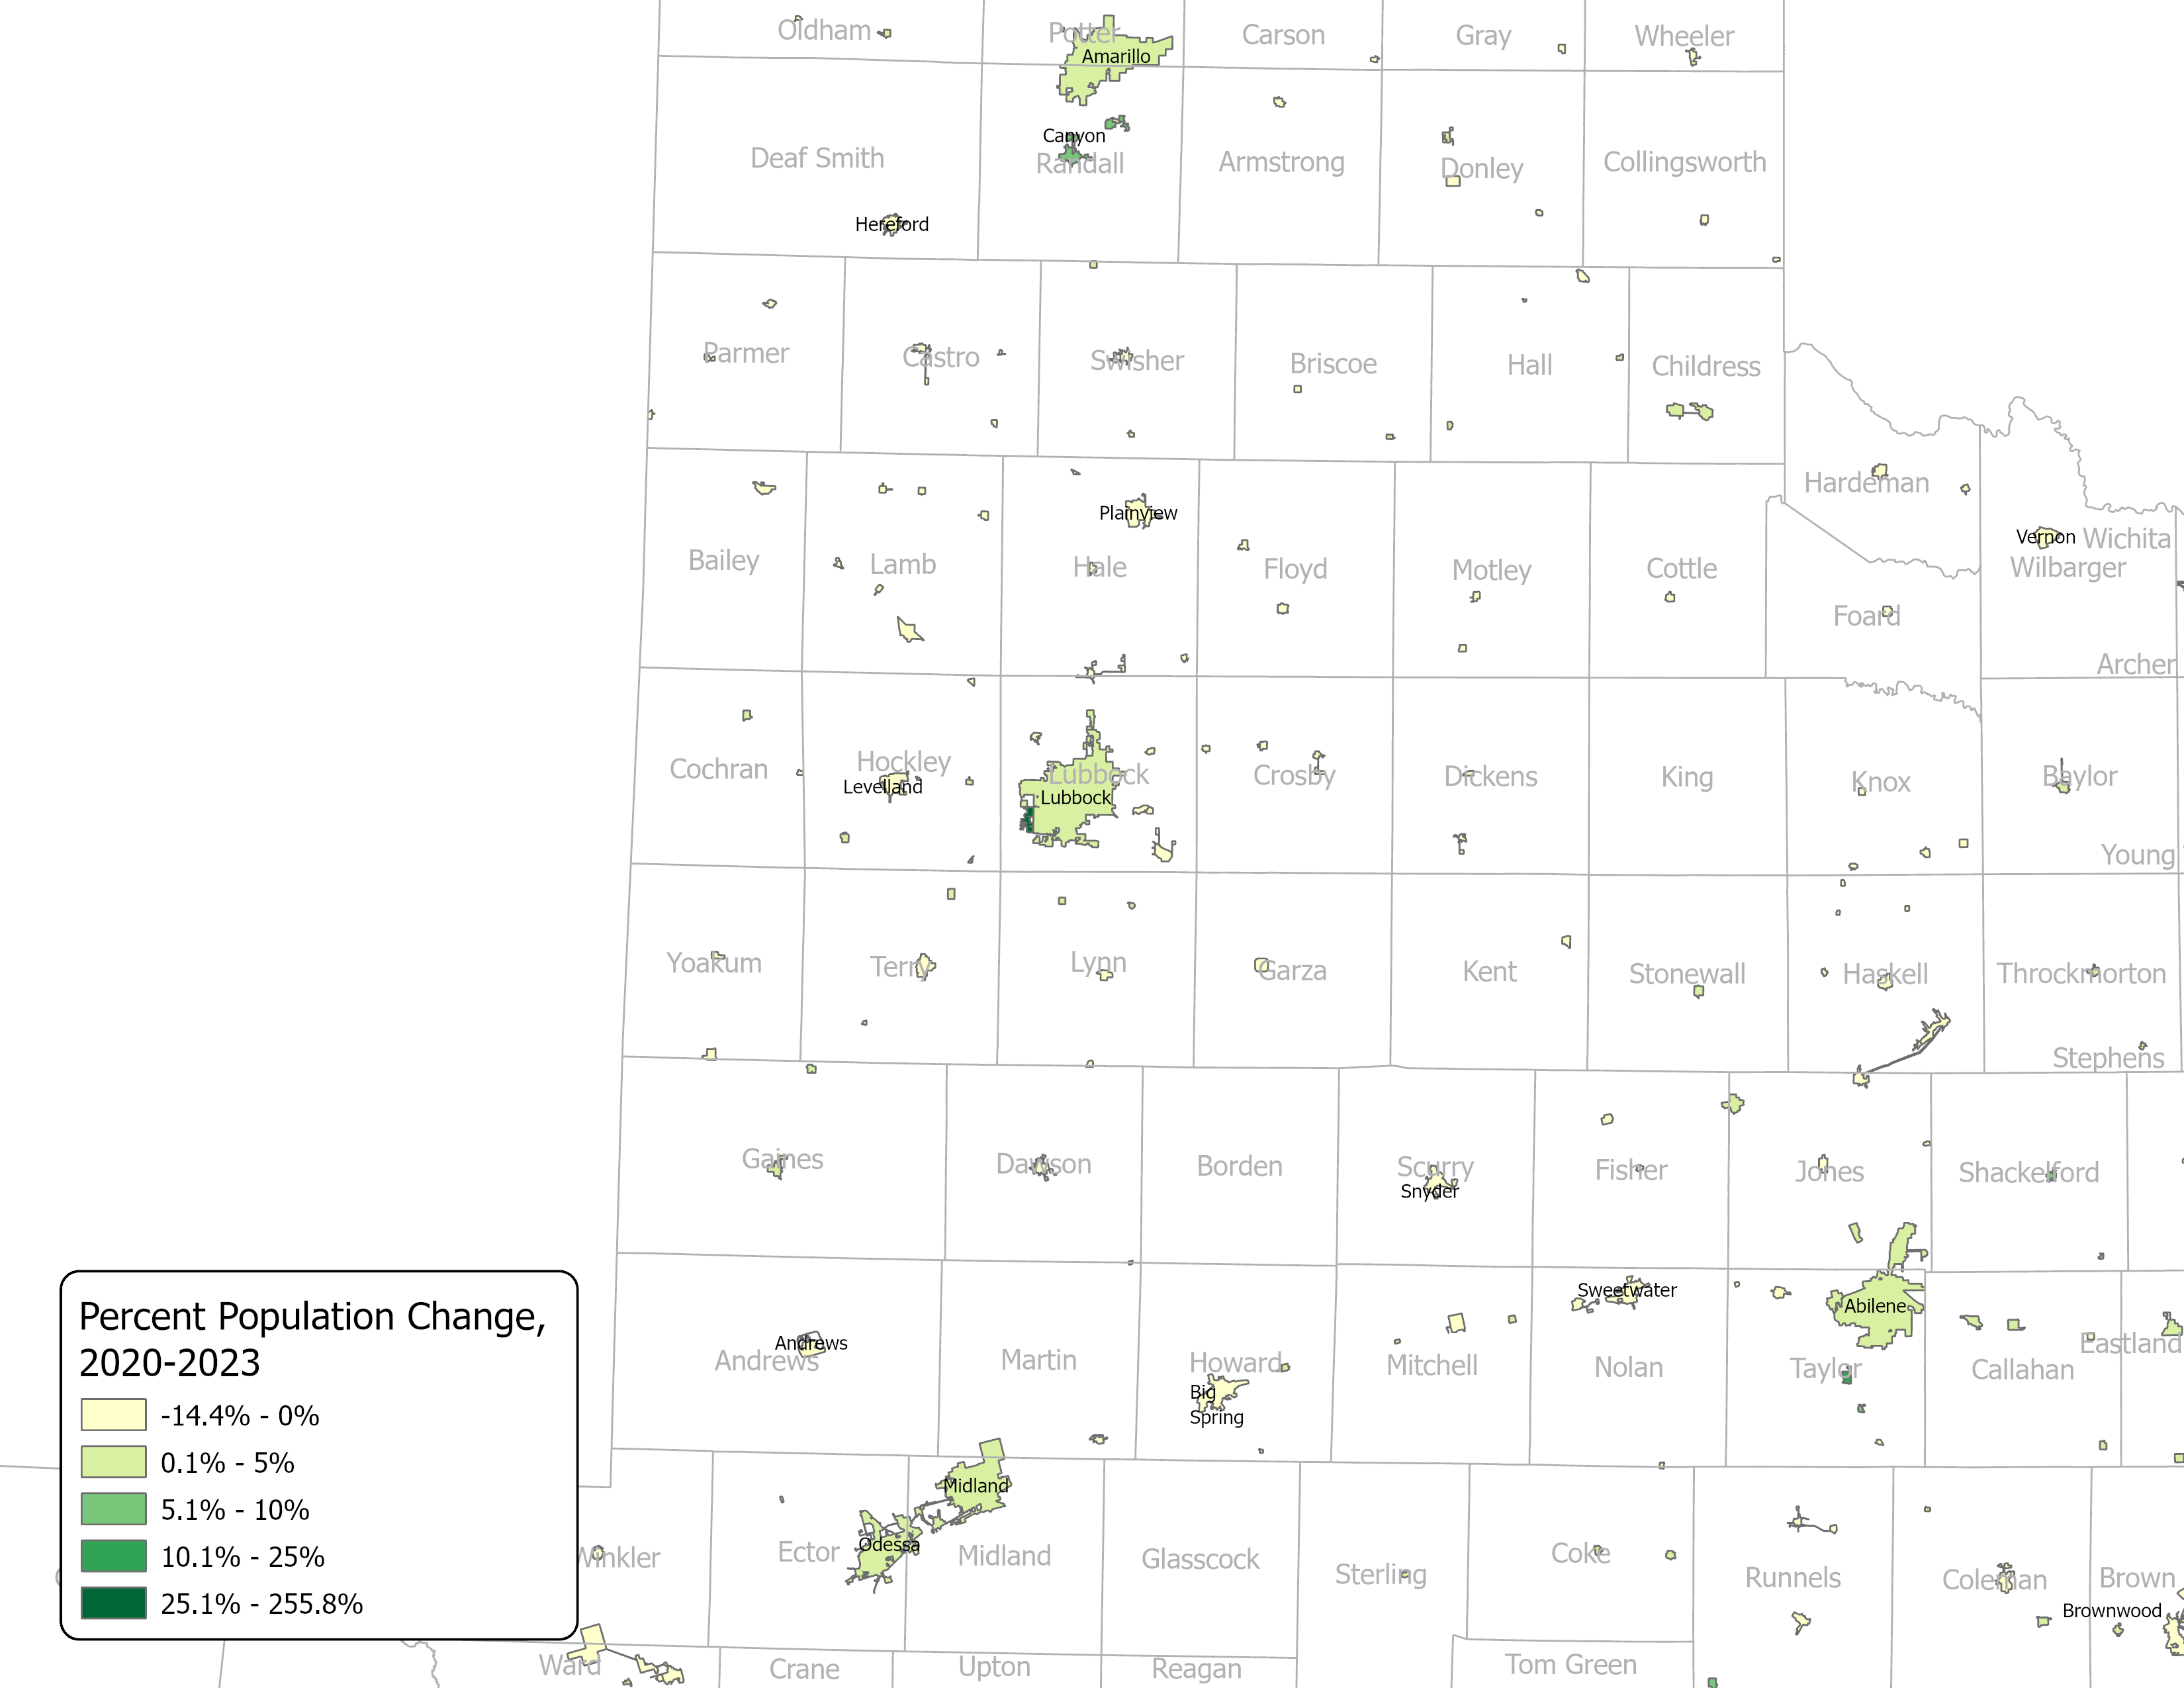 Oldham
Potter
Carson
Gray
Wheeler
Amarillo
Canyon
Deaf Smith
Randall
Armstrong
Donley
Collingsworth
Hereford
Parmer
Castro
Swisher
Briscoe
Hall
Childress
Hardeman
Plainview
Vernon
Wichita
Bailey
Lamb
Hale
Floyd
Motley
Cottle
Wilbarger
Foard
Archer
Cochran
Hockley
Levelland
Lubbock
Lubbock
Crosby
Dickens
King
Knox
Baylor
Young
Yoakum
Terry
Lynn
Garza
Kent
Stonewall
Haskell
Throckmorton
Stephens
Gaines
Dawson
Borden
Scurry
Snyder
Fisher
Jones
Shackelford
Sweetwater
Abilene
Andrews
Andrews
Martin
Howard
Big
Spring
Mitchell
Nolan
Taylor
Callahan
Eastland
Percent Population Change,
2020-2023
-14.4% - 0%
0.1% - 5%
5.1% - 10%
10.1% - 25%
25.1% - 255.8%
Midland
Odessa
Winkler
Ector
Midland
Glasscock
Sterling
Coke
Runnels
Coleman
Brown
Brownwood
Ward
Crane
Upton
Reagan
Tom Green